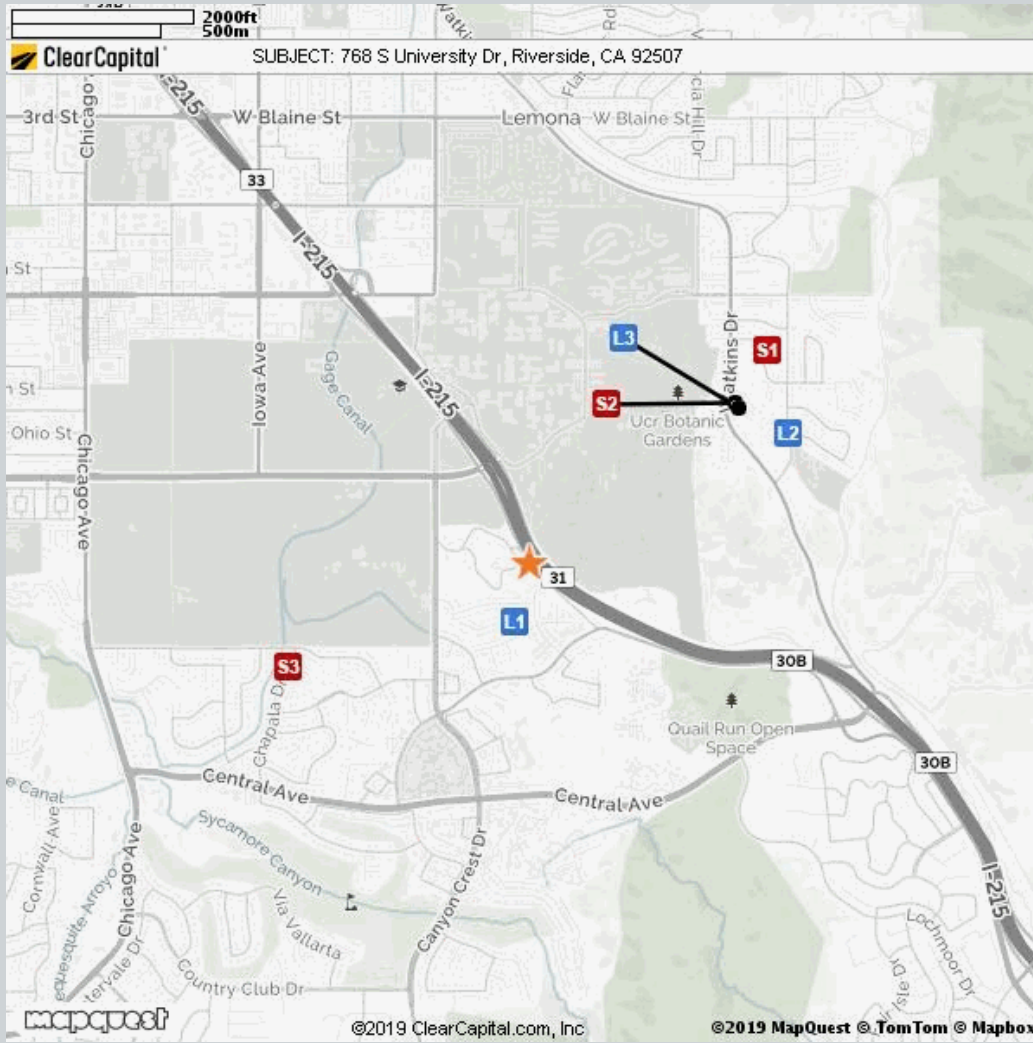 2000ft
500m
ClearCapital
SUBJECT: 768 S University Dr, Riverside, CA 92507
I-215
3rd St
W Blaine St
Lemona
W Blaine St
Chicago
33
I-215
St
Iowa-Ave
Gage Canal
I-215
L3
S1
Watkins-Dr
S2
Ucr Botanic
Gardens
L2
St
Ohio St
Chicago-Ave
31
L1
S3
30B
Chapala Dr
Quail Run Open
Space
30B
Central Ave
Central-Ave
Canal
Cornwall Ave
Sycamore Canyon
Chicago-Ave
Canyon Crest Dr
Via Vallarta
I-215
Lochmoor Dr
Country Club Dr
Isle Dr
mapquest
©2019 ClearCapital.com, Inc
©2019 MapQuest © TomTom © Mapbox